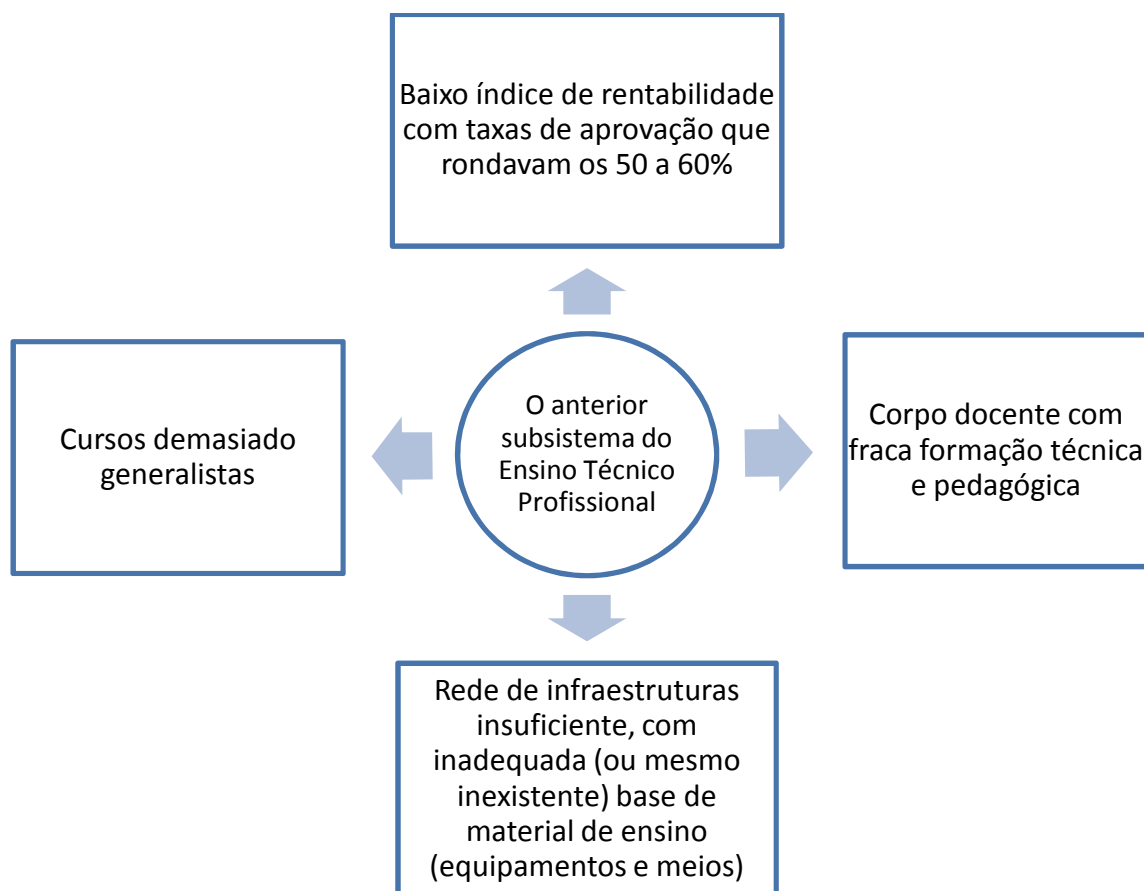 Baixo índice de rentabilidade
com taxas de aprovação que
rondavam os 50 a 60%
Cursos demasiado
generalistas
O anterior
subsistema do
Ensino Técnico
Profissional
Corpo docente com
fraca formação técnica
e pedagógica
Rede de infraestruturas
insuficiente, com
inadequada (ou mesmo
inexistente) base de
material de ensino
(equipamentos e meios)